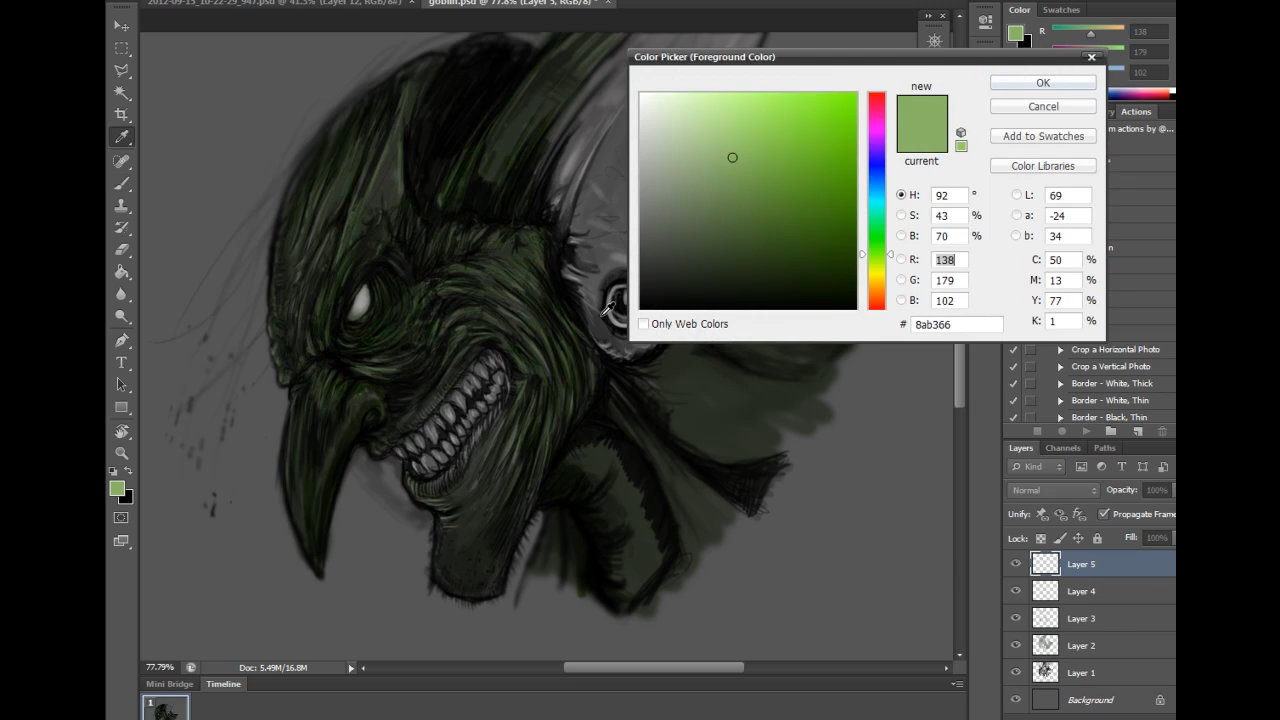 2012-09-15_10-22-29_947.psd @ 41.3% (Layer 12, RGB/8#)
goblin.psd @ 77.8% (Layer 5, RGB/8) *
Color Swatches
R 138
179
102
Color Picker (Foreground Color)
new
current
OK
Cancel
Add to Swatches
Color Libraries
H: 92 °
S: 43 %
B: 70 %
R: 138
G: 179
B: 102
L: 69
a: -24
b: 34
C: 50 %
M: 13 %
Y: 77 %
K: 1 %
Only Web Colors
# 8ab366
Actions
m actions by @...
Crop a Horizontal Photo
Crop a Vertical Photo
Border - White, Thick
Border - White, Thin
Border - Black, Thin
Layers Channels Paths
Kind
Normal Opacity: 100%
Unify: Propagate Frame
Lock: Fill: 100%
Layer 5
Layer 4
Layer 3
Layer 2
Layer 1
Background
77.79% Doc: 5.49M/16.8M
Mini Bridge Timeline
1